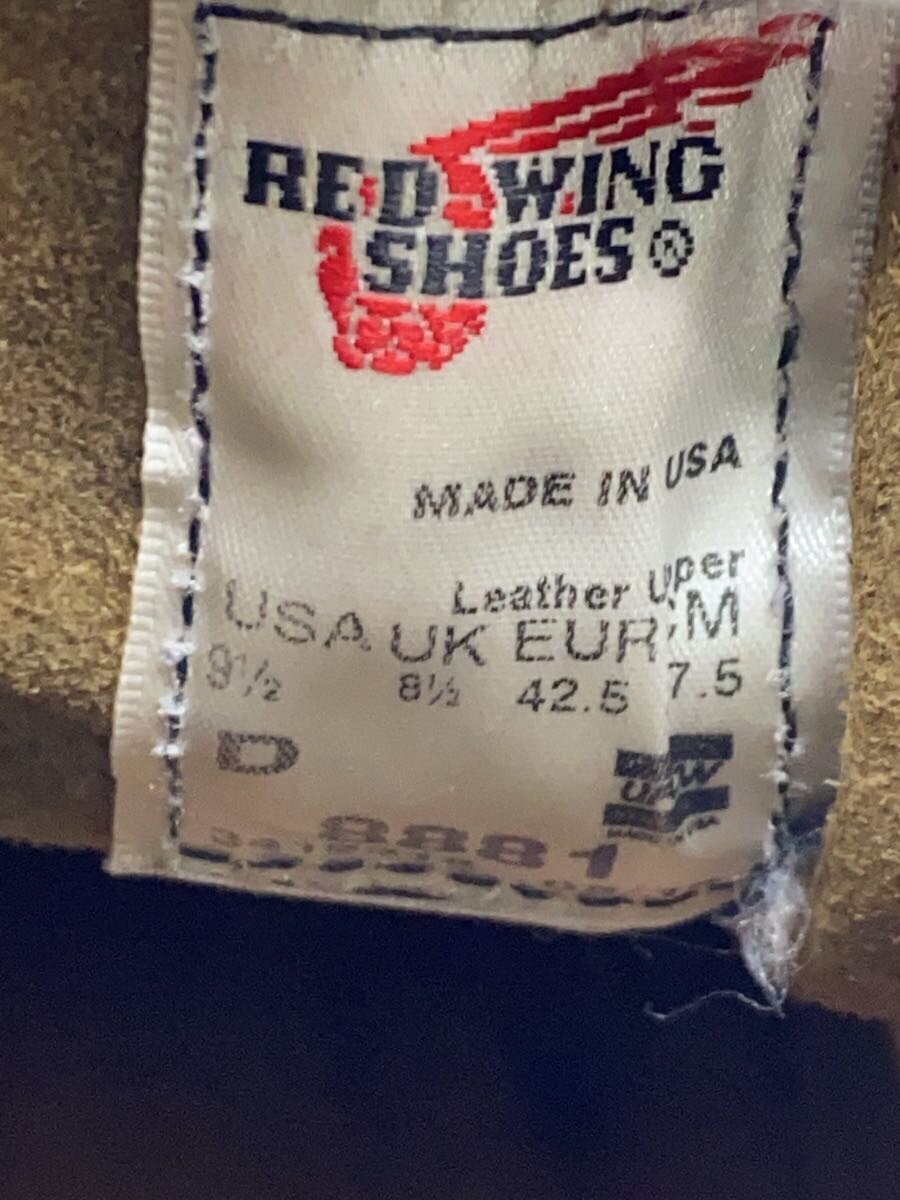 RED WING
SHOES®
MADE IN USA
Leather Uper
USA UK EUR 'M
9½ 8½ 42.5 7.5
D
8881